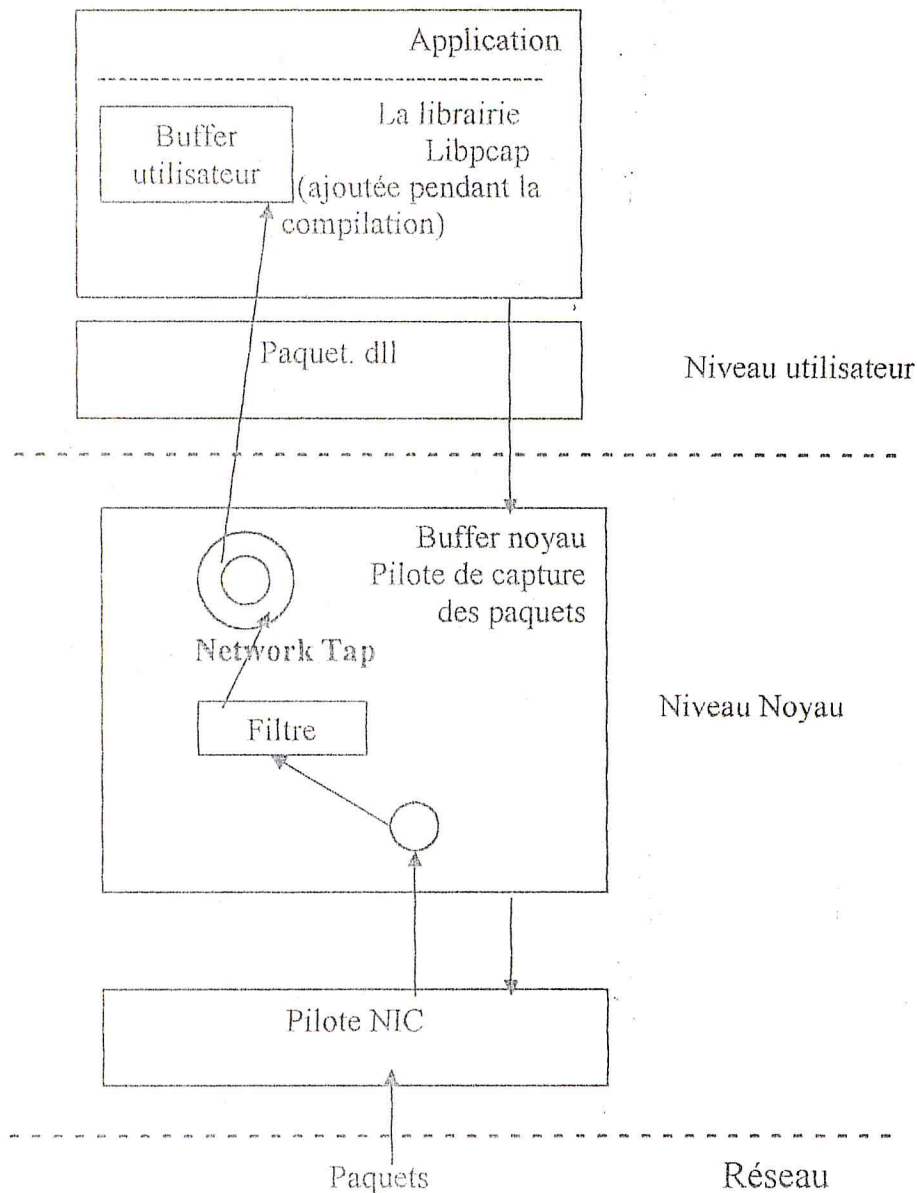 Application
La librairie
Libpcap
(ajoutée pendant la
compilation)
Buffer
utilisateur
Paquet. dll
Niveau utilisateur
Buffer noyau
Pilote de capture
des paquets
Network Tap
Filtre
Niveau Noyau
Pilote NIC
Paquets
Réseau